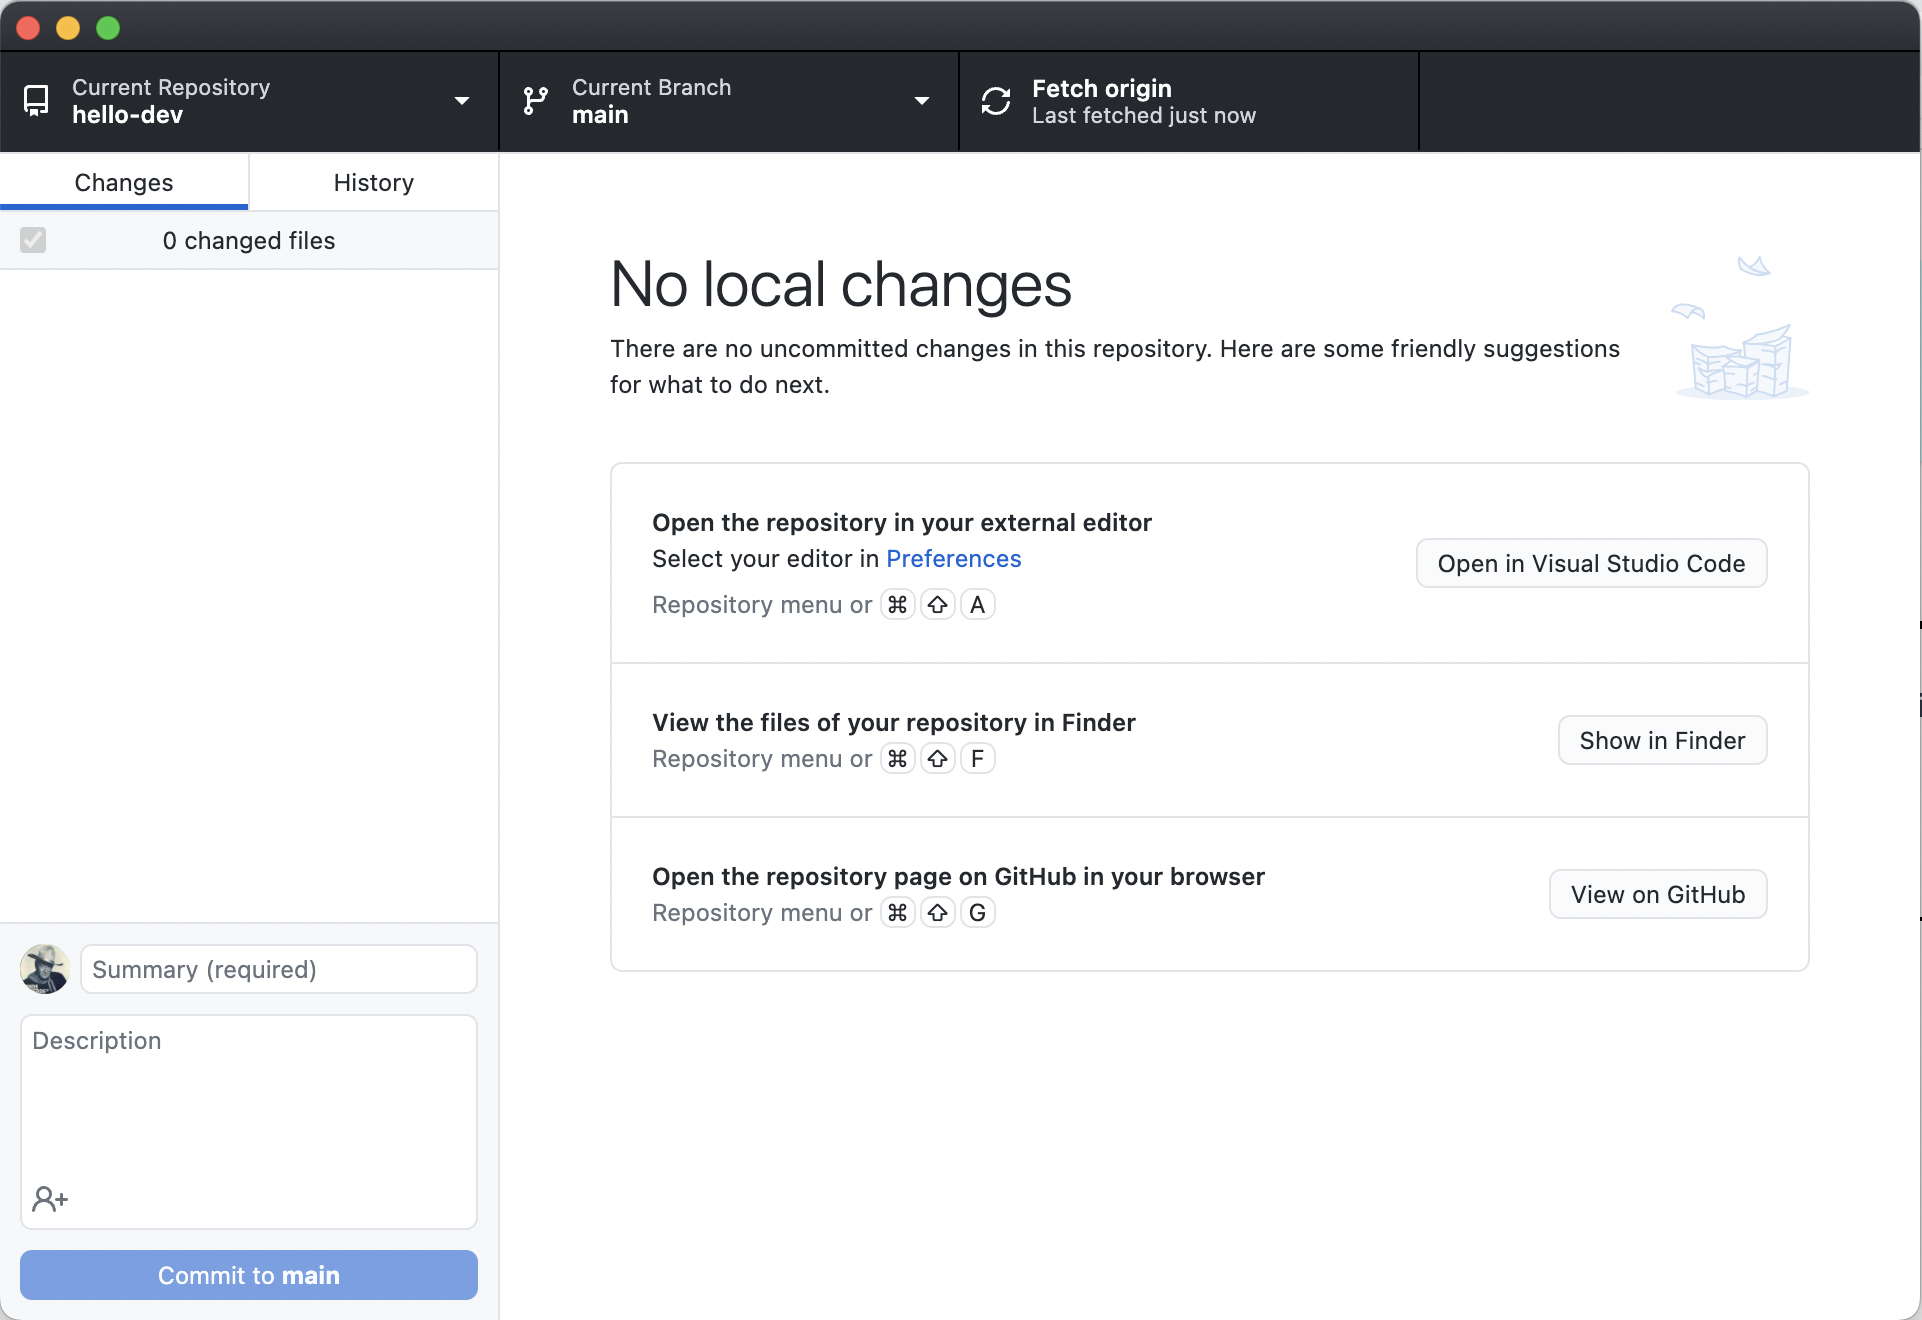 Current Repository
hello-dev
Current Branch
main
Fetch origin
Last fetched just now
Changes
History
0 changed files
No local changes
There are no uncommitted changes in this repository. Here are some friendly suggestions
for what to do next.
Open the repository in your external editor
Select your editor in Preferences
Repository menu or ⌘ ⇧ A
Open in Visual Studio Code
View the files of your repository in Finder
Repository menu or ⌘ ⇧ F
Show in Finder
Open the repository page on GitHub in your browser
Repository menu or ⌘ ⇧ G
View on GitHub
Summary (required)
Description
Commit to main